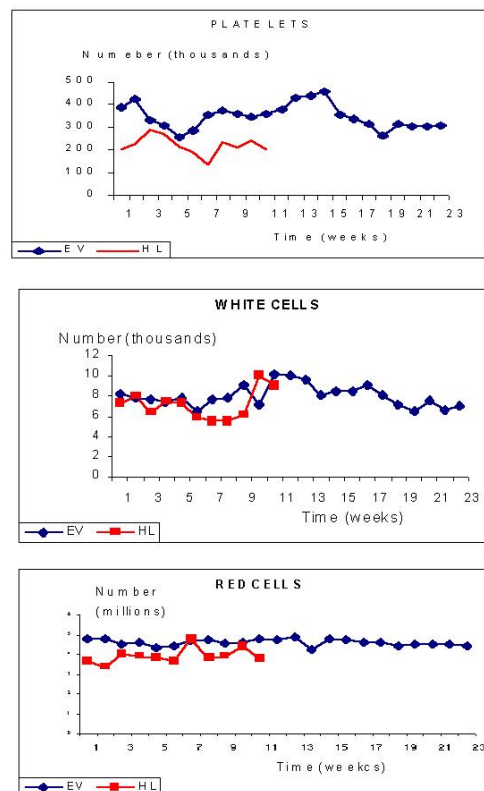 PLATELETS
Numeber (thousands)
500
400
300
200
100
0
1 3 5 7 9 11 13 15 17 19 21 23
Time (weeks)
EV HL
WHITE CELLS
Number (thousands)
12
10
8
6
4
2
0
1 3 5 7 9 11 13 15 17 19 21 23
Time (weeks)
EV HL
RED CELLS
Number
(millions)
1 3 5 7 9 11 13 15 17 19 21 23
Time (weekcs)
EV HL